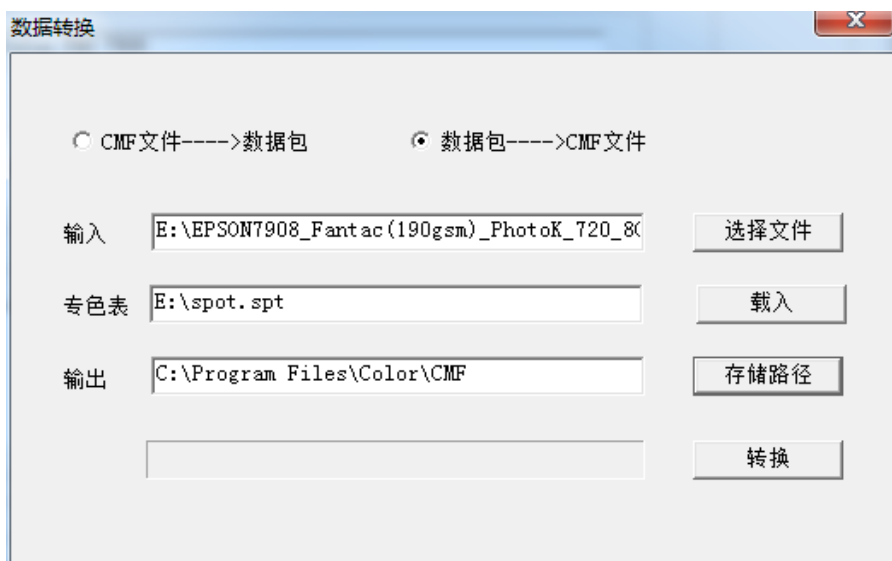 数据转换
CMF文件---->数据包 数据包---->CMF文件
输入 E:\EPSON7908_Fantac(190gsm)_PhotoK_720_80 选择文件
专色表 E:\spot.spt 载入
输出 C:\Program Files\Color\CMF 存储路径
转换